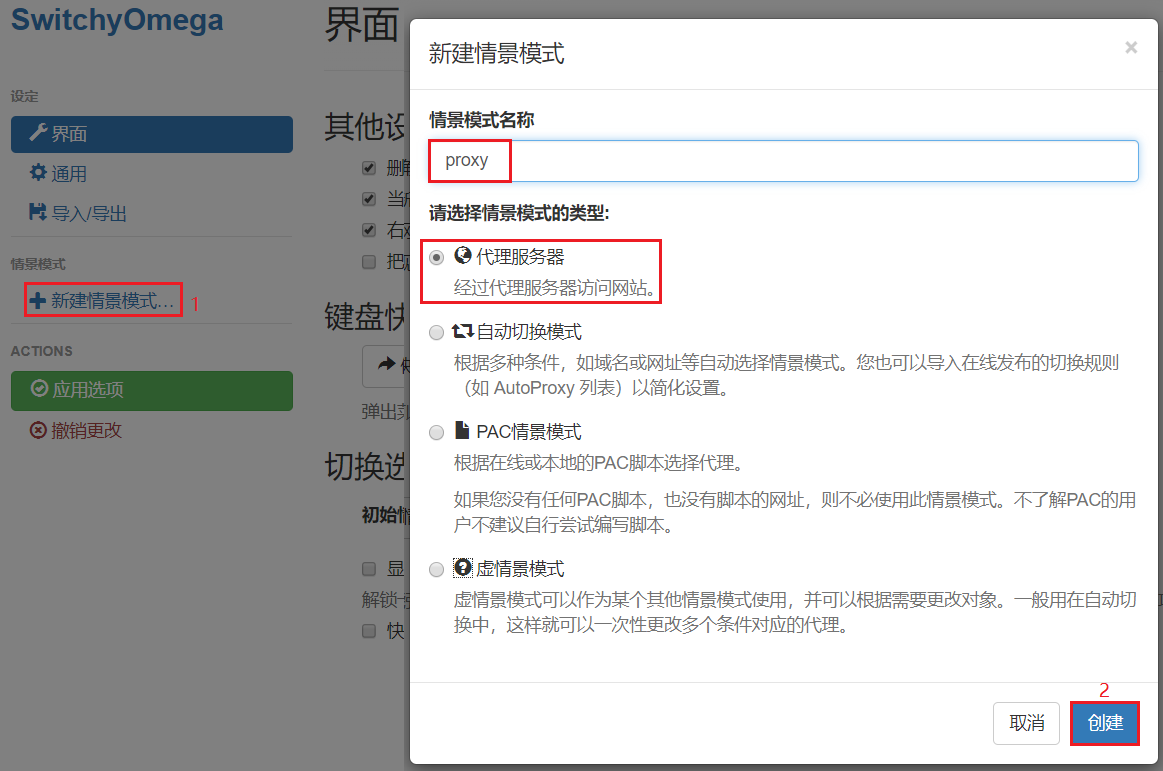 SwitchyOmega
设定
界面
通用
导入/导出
情景模式
新建情景模式...
1
ACTIONS
应用选项
撤销更改
界面
其他设
删除
当
右
把
键盘快
弹出
切换选
初始情
显
解锁
快
新建情景模式
×
情景模式名称
proxy
请选择情景模式的类型:
代理服务器
经过代理服务器访问网站。
自动切换模式
根据多种条件，如域名或网址等自动选择情景模式。您也可以导入在线发布的切换规则
（如 AutoProxy 列表）以简化设置。
PAC情景模式
根据在线或本地的PAC脚本选择代理。
如果您没有任何PAC脚本，也没有脚本的网址，则不必使用此情景模式。不了解PAC的用
户不建议自行尝试编写脚本。
虚情景模式
虚情景模式可以作为某个其他情景模式使用，并可以根据需要更改对象。一般用在自动切
换中，这样就可以一次性更改多个条件对应的代理。
2
取消
创建